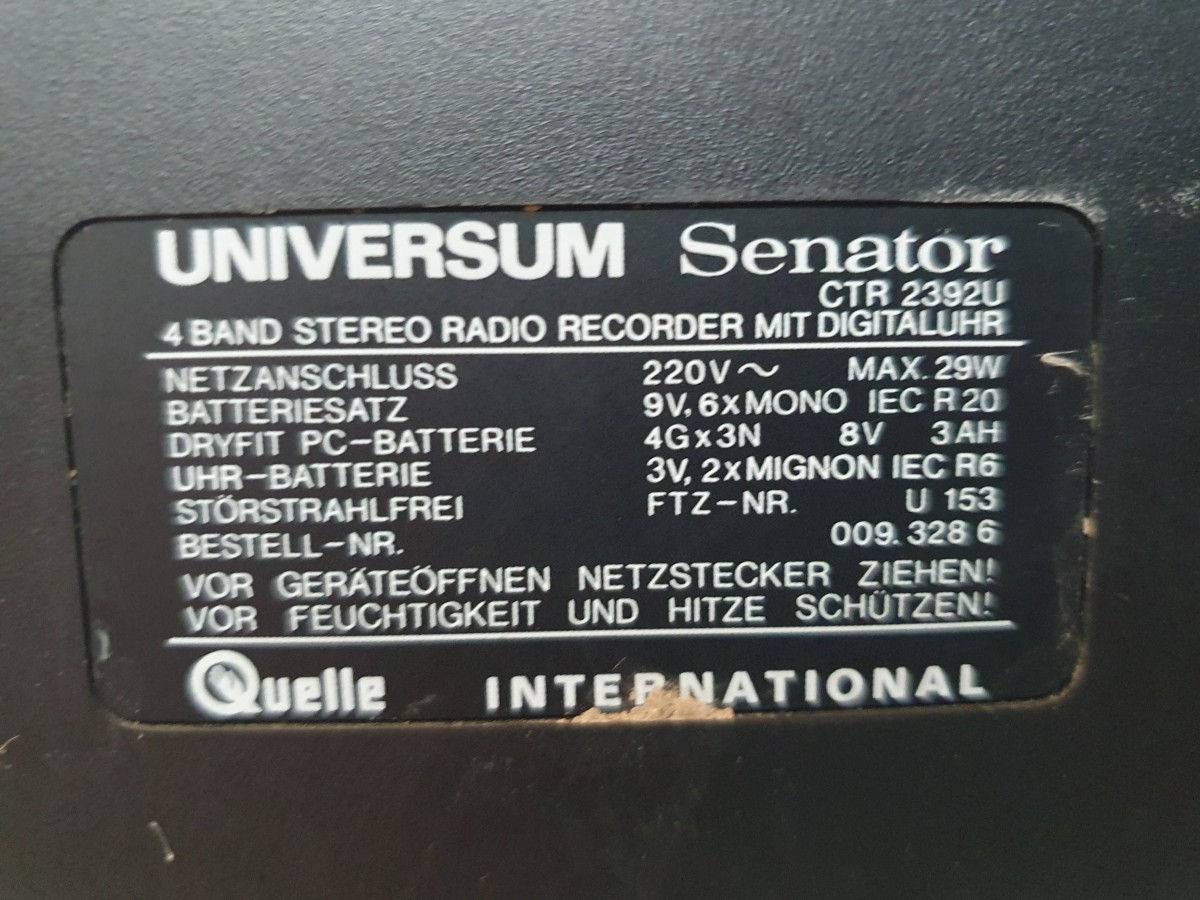 UNIVERSUM Senator
CTR 2392U
4 BAND STEREO RADIO RECORDER MIT DIGITALUHR
NETZANSCHLUSS 220V~ MAX. 29W
BATTERIESATZ 9V, 6xMONO IEC R20
DRYFIT PC-BATTERIE 4Gx3N 8V 3AH
UHR-BATTERIE 3V, 2xMIGNON IEC R6
STÖRSTRAHLFREI FTZ-NR. U 153
BESTELL-NR. 009.328 6
VOR GERÄTEÖFFNEN NETZSTECKER ZIEHEN!
VOR FEUCHTIGKEIT UND HITZE SCHÜTZEN!
Quelle INTERNATIONAL